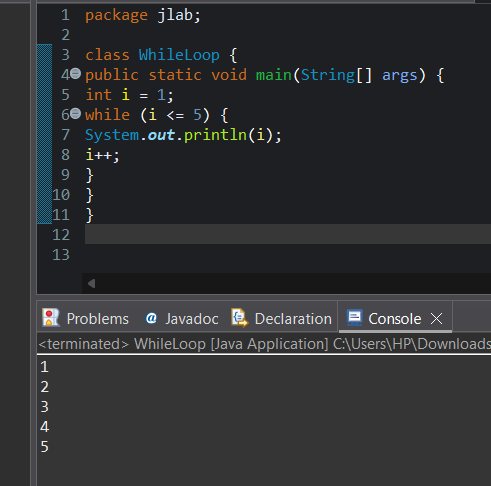 1 package jlab;
2
3 class WhileLoop {
4 public static void main(String[] args) {
5 int i = 1;
6 while (i <= 5) {
7 System.out.println(i);
8 i++;
9 }
10 }
11 }
12
13
Problems @ Javadoc Declaration Console
<terminated> WhileLoop [Java Application] C:\Users\HP\Downloads
1
2
3
4
5